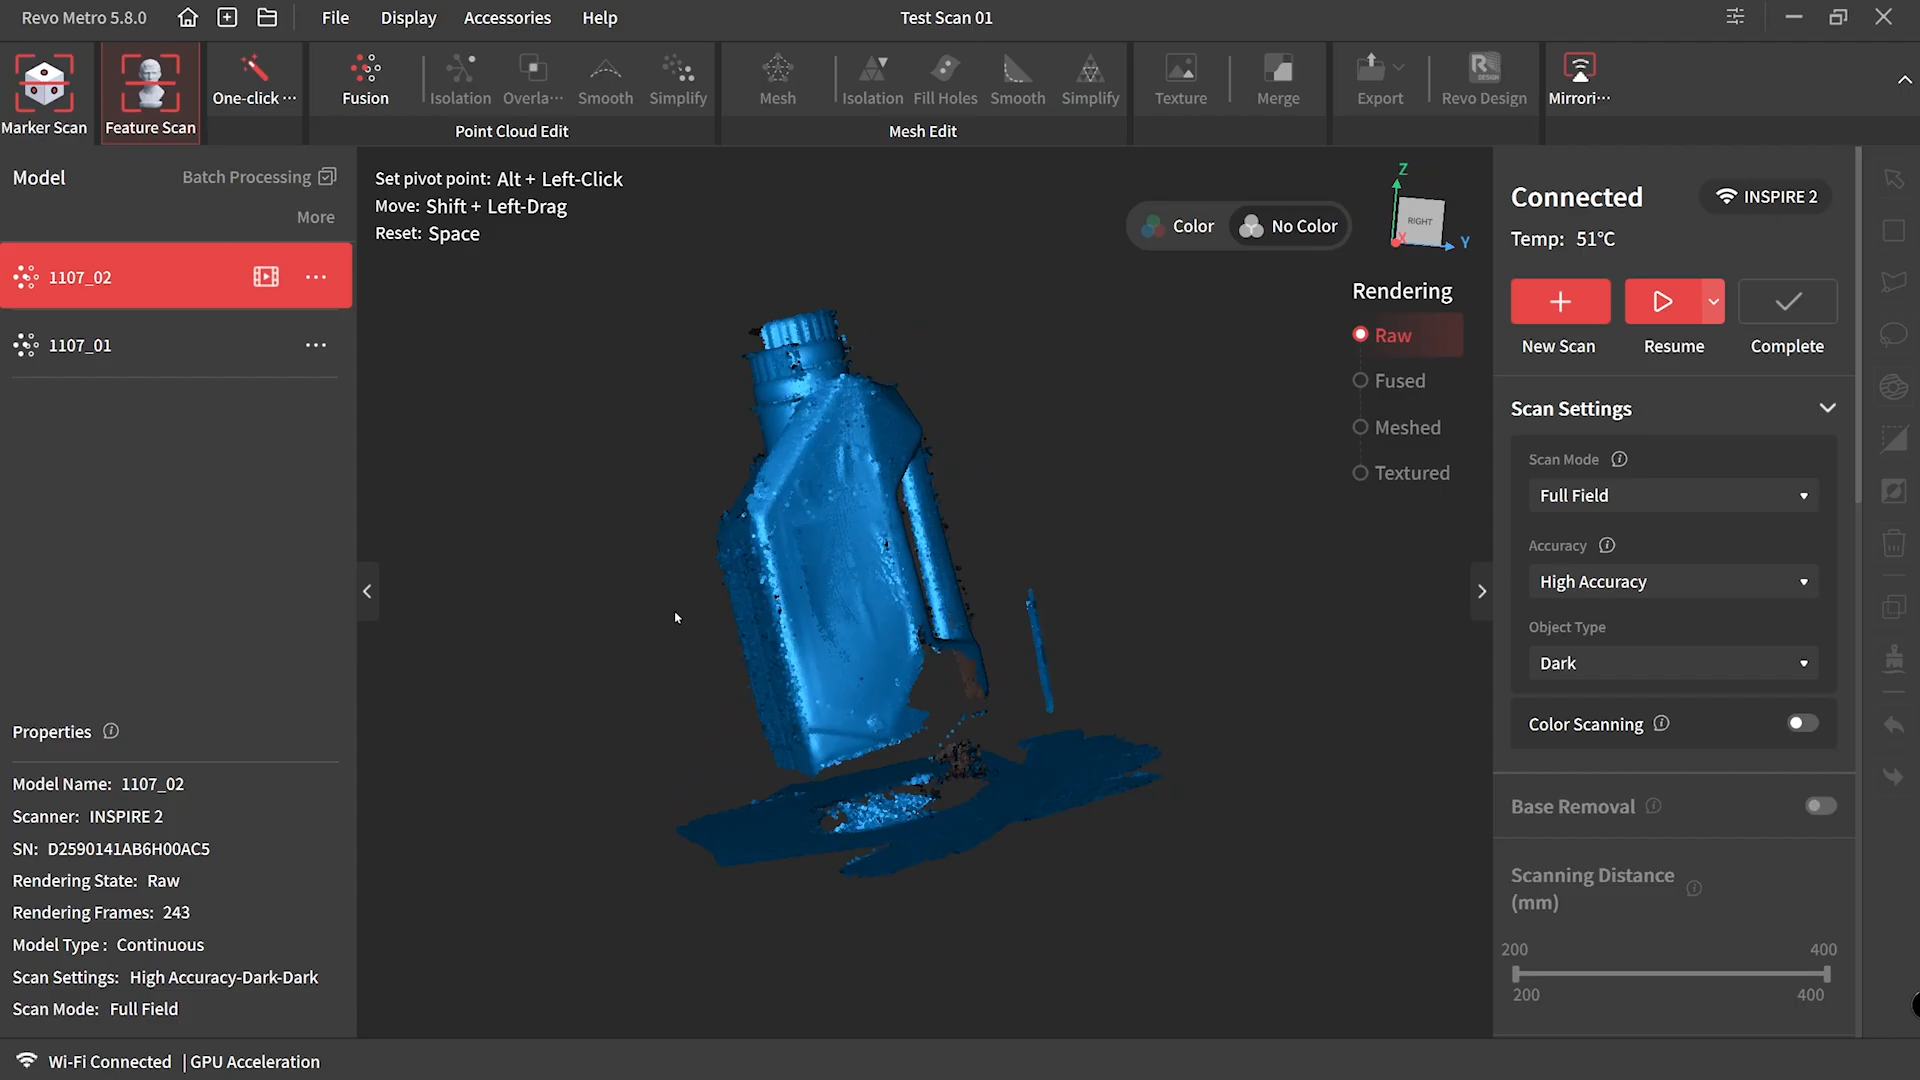 Revo Metro 5.8.0
File
Display
Accessories
Help
Test Scan 01
Marker Scan
Feature Scan
One-click ···
Fusion
Isolation
Overla···
Smooth
Simplify
Point Cloud Edit
Mesh
Isolation
Fill Holes
Smooth
Simplify
Mesh Edit
Texture
Merge
Export
Revo Design
Mirrori···
Model
Batch Processing
More
1107_02
1107_01
Set pivot point: Alt + Left-Click
Move: Shift + Left-Drag
Reset: Space
Color
No Color
Z
RIGHT
X
Y
Rendering
Raw
Fused
Meshed
Textured
Connected
INSPIRE 2
Temp: 51℃
New Scan
Resume
Complete
Scan Settings
Scan Mode
Full Field
Accuracy
High Accuracy
Object Type
Dark
Color Scanning
Base Removal
Scanning Distance
(mm)
200
400
200
400
Properties
Model Name: 1107_02
Scanner: INSPIRE 2
SN: D2590141AB6H00AC5
Rendering State: Raw
Rendering Frames: 243
Model Type : Continuous
Scan Settings: High Accuracy-Dark-Dark
Scan Mode: Full Field
Wi-Fi Connected | GPU Acceleration